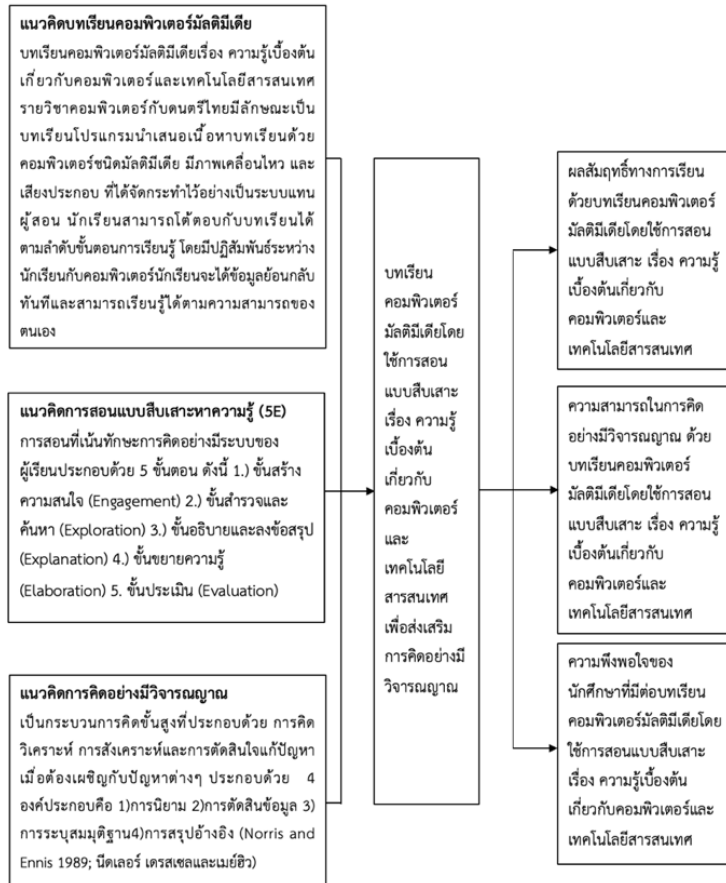 แนวคิดบทเรียนคอมพิวเตอร์มัลติมีเดีย
บทเรียนคอมพิวเตอร์มัลติมีเดียเรื่อง ความรู้เบื้องต้น
เกี่ยวกับคอมพิวเตอร์และเทคโนโลยีสารสนเทศ
รายวิชาคอมพิวเตอร์กับดนตรีไทยมีลักษณะเป็น
บทเรียนโปรแกรมนำเสนอเนื้อหาบทเรียนด้วย
คอมพิวเตอร์ชนิดมัลติมีเดีย มีภาพเคลื่อนไหว และ
เสียงประกอบ ที่ได้จัดกระทำไว้อย่างเป็นระบบแทน
ผู้สอน นักเรียนสามารถโต้ตอบกับบทเรียนได้
ตามลำดับขั้นตอนการเรียนรู้ โดยมีปฏิสัมพันธ์ระหว่าง
นักเรียนกับคอมพิวเตอร์นักเรียนจะได้ข้อมูลย้อนกลับ
ทันทีและสามารถเรียนรู้ได้ตามความสามารถของ
ตนเอง
แนวคิดการสอนแบบสืบเสาะหาความรู้ (5E)
การสอนที่เน้นทักษะการคิดอย่างมีระบบของ
ผู้เรียนประกอบด้วย 5 ขั้นตอน ดังนี้ 1.) ขั้นสร้าง
ความสนใจ (Engagement) 2.) ขั้นสำรวจและ
ค้นหา (Exploration) 3.) ขั้นอธิบายและลงข้อสรุป
(Explanation) 4.) ขั้นขยายความรู้
(Elaboration) 5. ขั้นประเมิน (Evaluation)
แนวคิดการคิดอย่างมีวิจารณญาณ
เป็นกระบวนการคิดขั้นสูงที่ประกอบด้วย การคิด
วิเคราะห์ การสังเคราะห์และการตัดสินใจแก้ปัญหา
เมื่อต้องเผชิญกับปัญหาต่างๆ ประกอบด้วย 4
องค์ประกอบคือ 1)การนิยาม 2)การตัดสินข้อมูล 3)
การระบุสมมุติฐาน4)การสรุปอ้างอิง (Norris and
Ennis 1989; นีดเลอร์ เดรสเซลและเมย์ฮิว)
บทเรียน
คอมพิวเตอร์
มัลติมีเดียโดย
ใช้การสอน
แบบสืบเสาะ
เรื่อง ความรู้
เบื้องต้น
เกี่ยวกับ
คอมพิวเตอร์
และ
เทคโนโลยี
สารสนเทศ
เพื่อส่งเสริม
การคิดอย่างมี
วิจารณญาณ
ผลสัมฤทธิ์ทางการเรียน
ด้วยบทเรียนคอมพิวเตอร์
มัลติมีเดียโดยใช้การสอน
แบบสืบเสาะ เรื่อง ความรู้
เบื้องต้นเกี่ยวกับ
คอมพิวเตอร์และ
เทคโนโลยีสารสนเทศ
ความสามารถในการคิด
อย่างมีวิจารณญาณ ด้วย
บทเรียนคอมพิวเตอร์
มัลติมีเดียโดยใช้การสอน
แบบสืบเสาะ เรื่อง ความรู้
เบื้องต้นเกี่ยวกับ
คอมพิวเตอร์และ
เทคโนโลยีสารสนเทศ
ความพึงพอใจของ
นักศึกษาที่มีต่อบทเรียน
คอมพิวเตอร์มัลติมีเดียโดย
ใช้การสอนแบบสืบเสาะ
เรื่อง ความรู้เบื้องต้น
เกี่ยวกับคอมพิวเตอร์และ
เทคโนโลยีสารสนเทศ